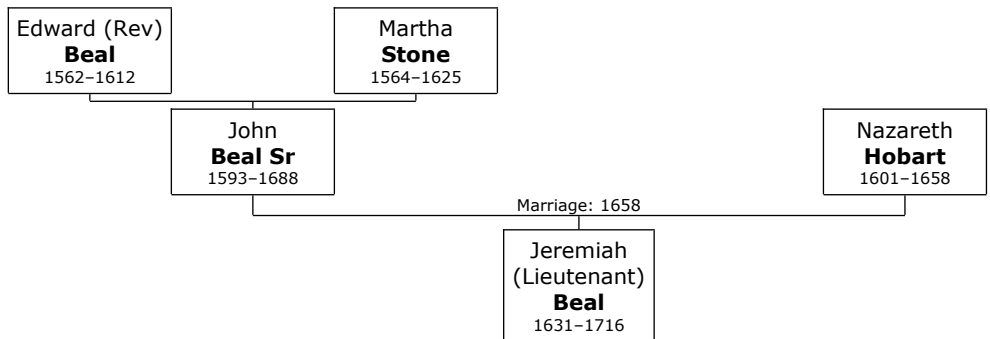 Edward (Rev)
Beal
1562–1612
Martha
Stone
1564–1625
John
Beal Sr
1593–1688
Nazareth
Hobart
1601–1658
Marriage: 1658
Jeremiah
(Lieutenant)
Beal
1631–1716